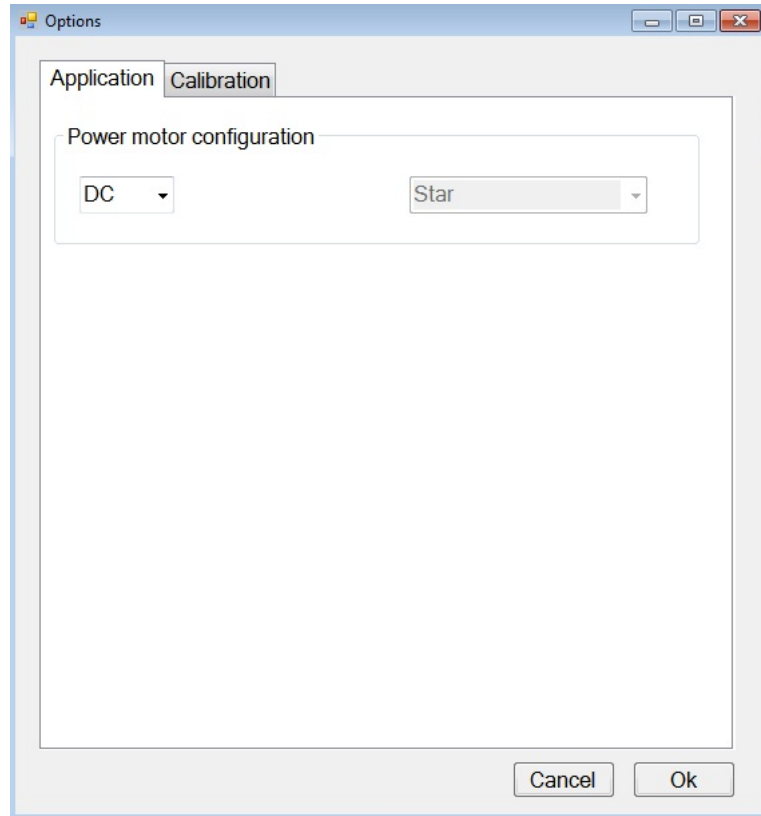 Options
Application Calibration
Power motor configuration
DC Star
Cancel Ok